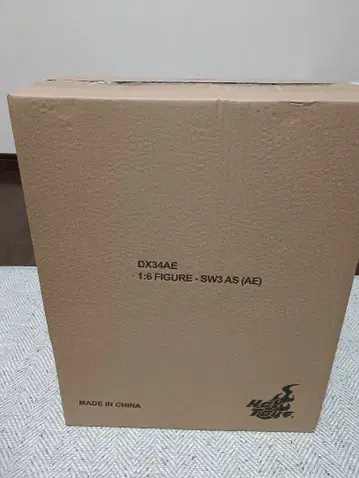 DX34AE
1:6 FIGURE - SW3 AS (AE)
Hot
Toys
MADE IN CHINA